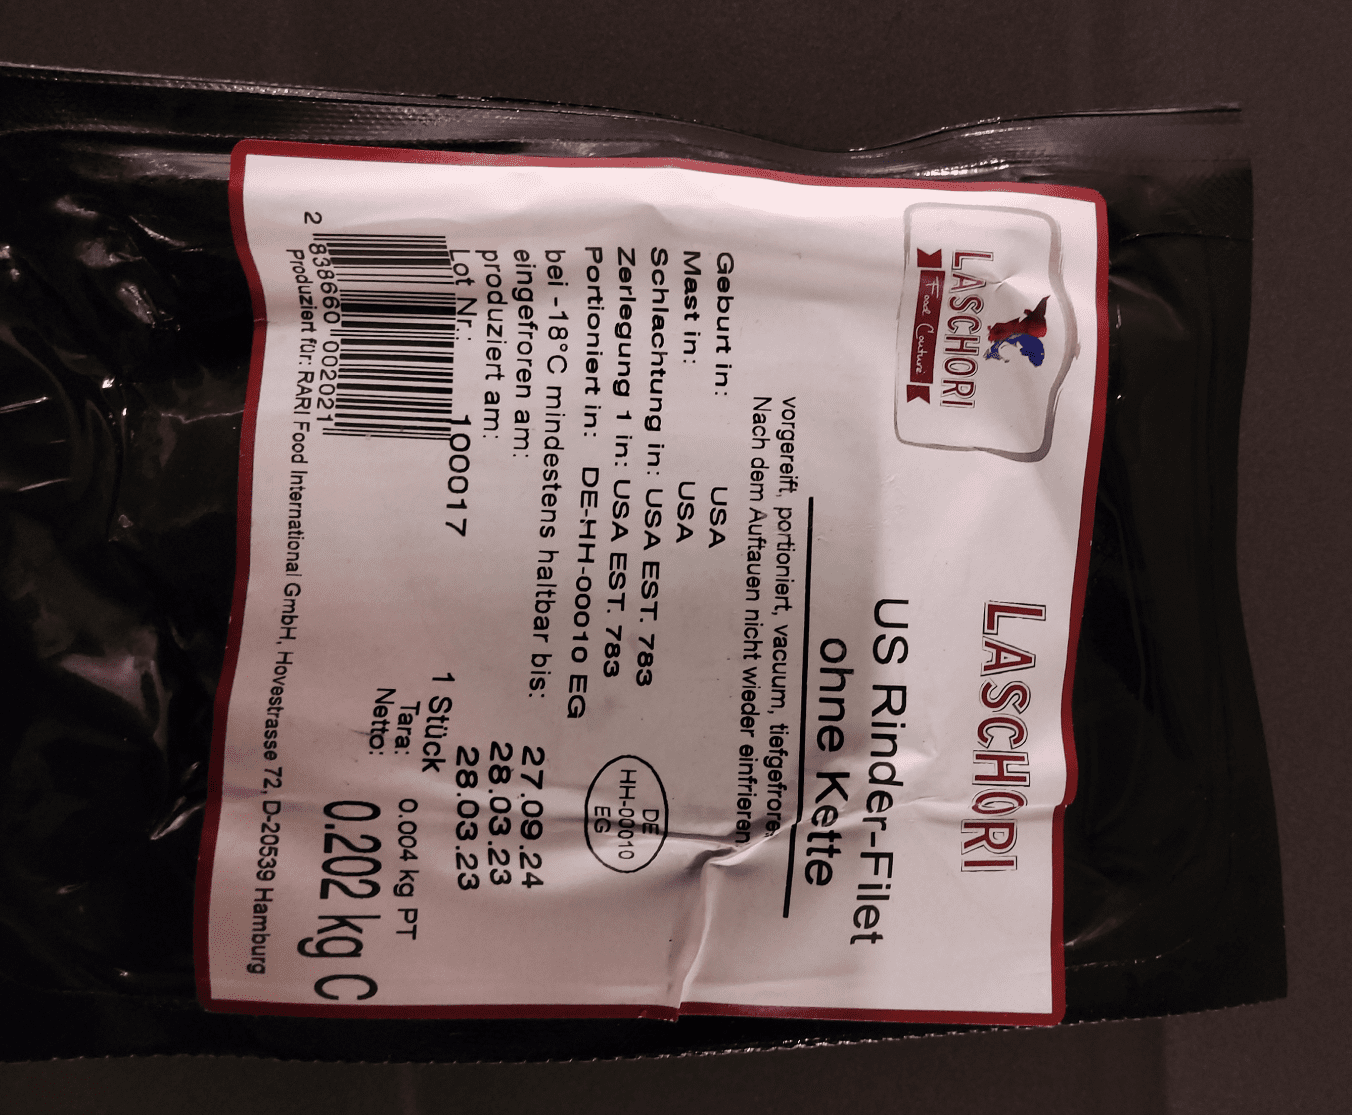 LASCHORI
Food Couture
LASCHORI
US Rinder-Filet
ohne Kette
vorgereift, portioniert, vacuum, tiefgefroren
Nach dem Auftauen nicht wieder einfrieren
Geburt in: USA
Mast in: USA
Schlachtung in: USA EST. 783
Zerlegung 1 in: USA EST. 783
Portioniert in: DE-HH-00010 EG
DE
HH-00010
EG
bei -18°C mindestens haltbar bis: 27.09.24
eingefroren am: 28.03.23
produziert am: 28.03.23
Lot Nr.: 100017
1 Stück
Tara: 0.004 kg PT
Netto: 0.202 kg C
2 838660 002021
Produziert für: RARI Food International GmbH, Hovestrasse 72, D-20539 Hamburg